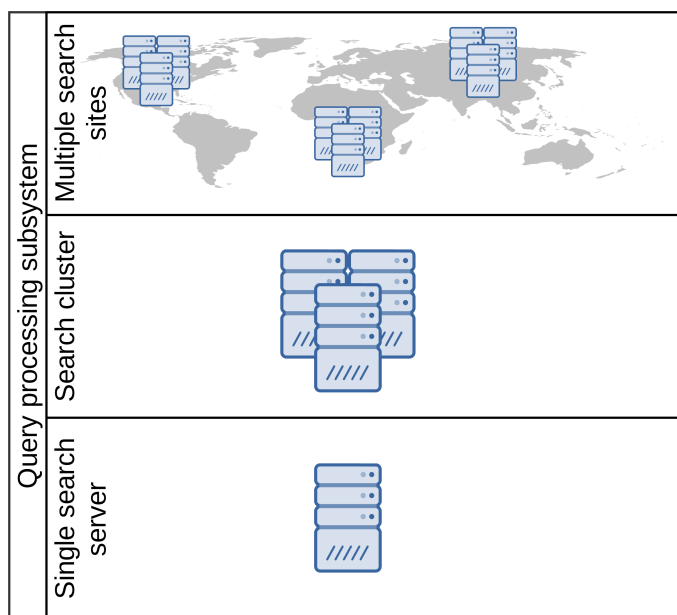 Query processing subsystem
Multiple search
sites
Search cluster
Single search
server